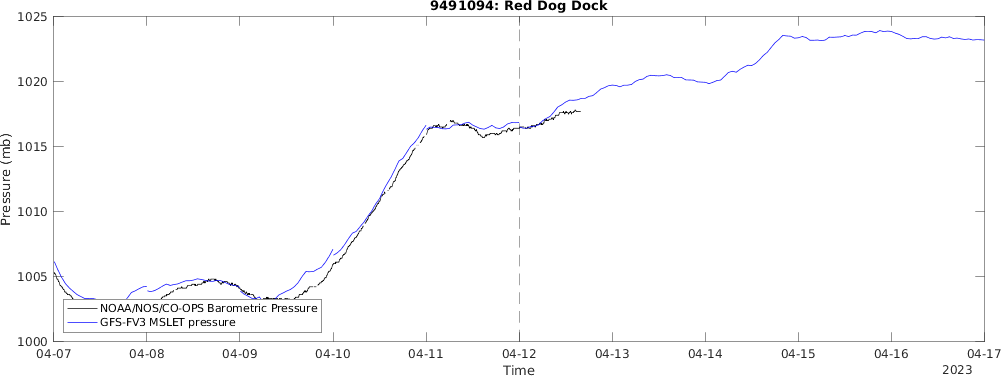 9491094: Red Dog Dock
Pressure (mb)
1025
1020
1015
1010
1005
1000
NOAA/NOS/CO-OPS Barometric Pressure
GFS-FV3 MSLET pressure
04-07 04-08 04-09 04-10 04-11 04-12 04-13 04-14 04-15 04-16 04-17
Time
2023